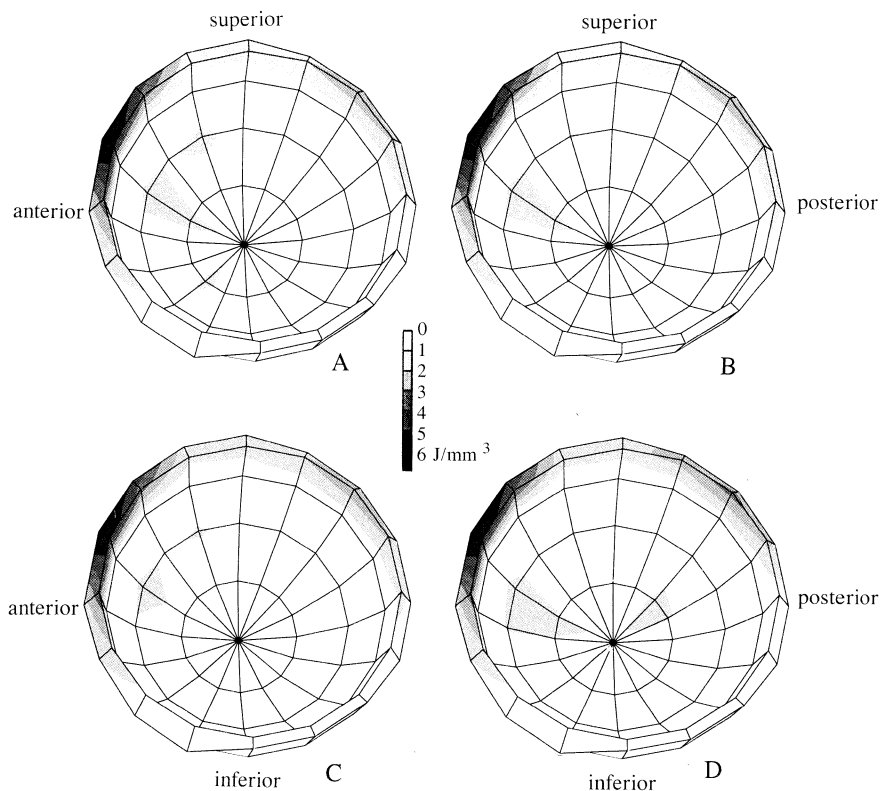 superior
superior
anterior
posterior
A
B
0
1
2
3
4
5
6 J/mm 3
anterior
posterior
inferior
C
inferior
D